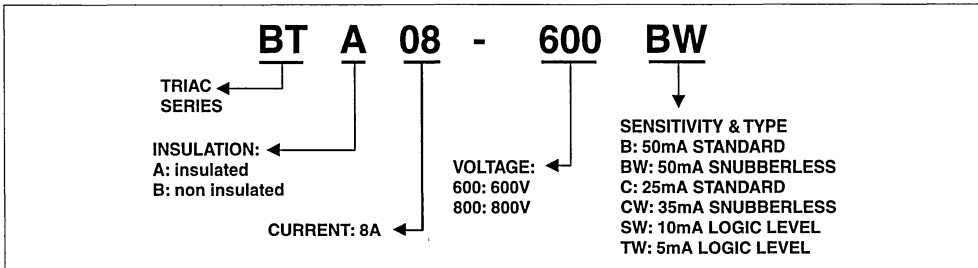 BT A 08 - 600 BW
TRIAC
SERIES
INSULATION:
A: insulated
B: non insulated
CURRENT: 8A
VOLTAGE:
600: 600V
800: 800V
SENSITIVITY & TYPE
B: 50mA STANDARD
BW: 50mA SNUBBERLESS
C: 25mA STANDARD
CW: 35mA SNUBBERLESS
SW: 10mA LOGIC LEVEL
TW: 5mA LOGIC LEVEL